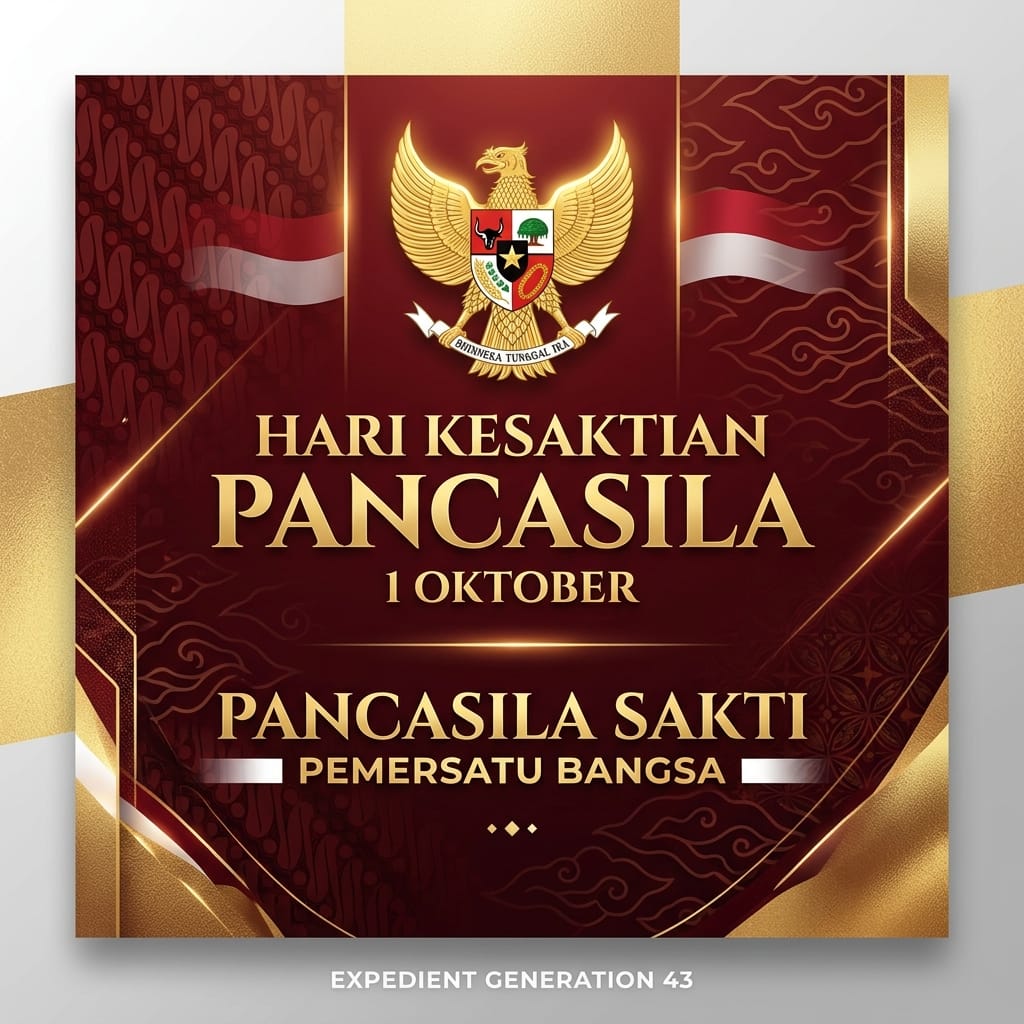 BHINNEKA TUNGGAL IKA
HARI KESAKTIAN
PANCASILA
1 OKTOBER
PANCASILA SAKTI
PEMERSATU BANGSA
EXPEDIENT GENERATION 43